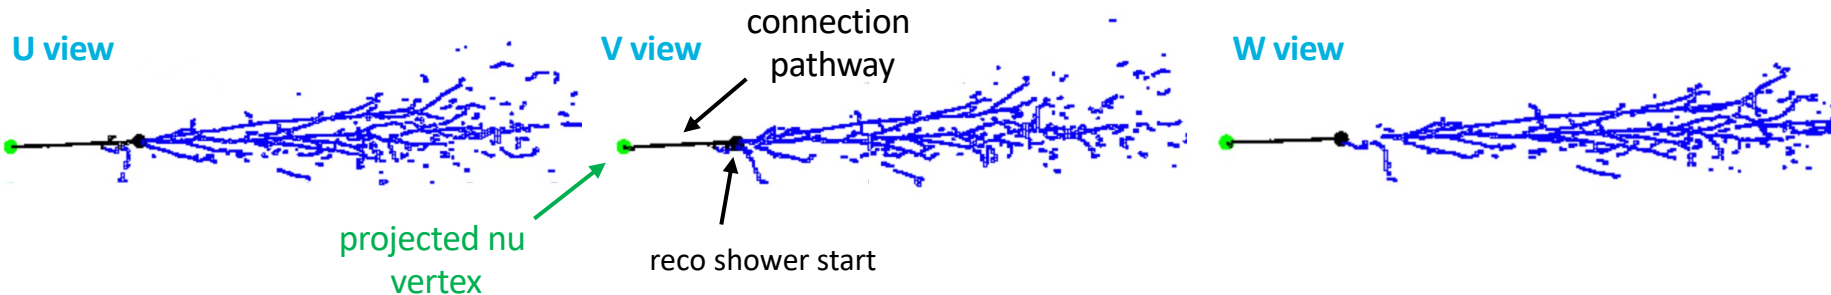 U view
V view
connection
pathway
W view
projected nu
vertex
reco shower start